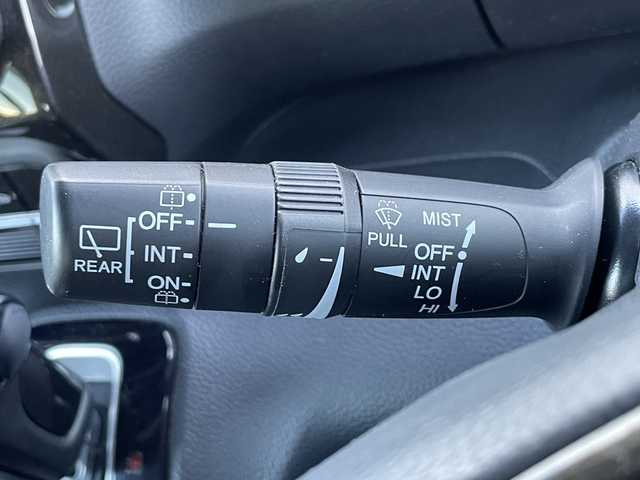 OFF
INT
ON
REAR
PULL
MIST
OFF
INT
LO
HI